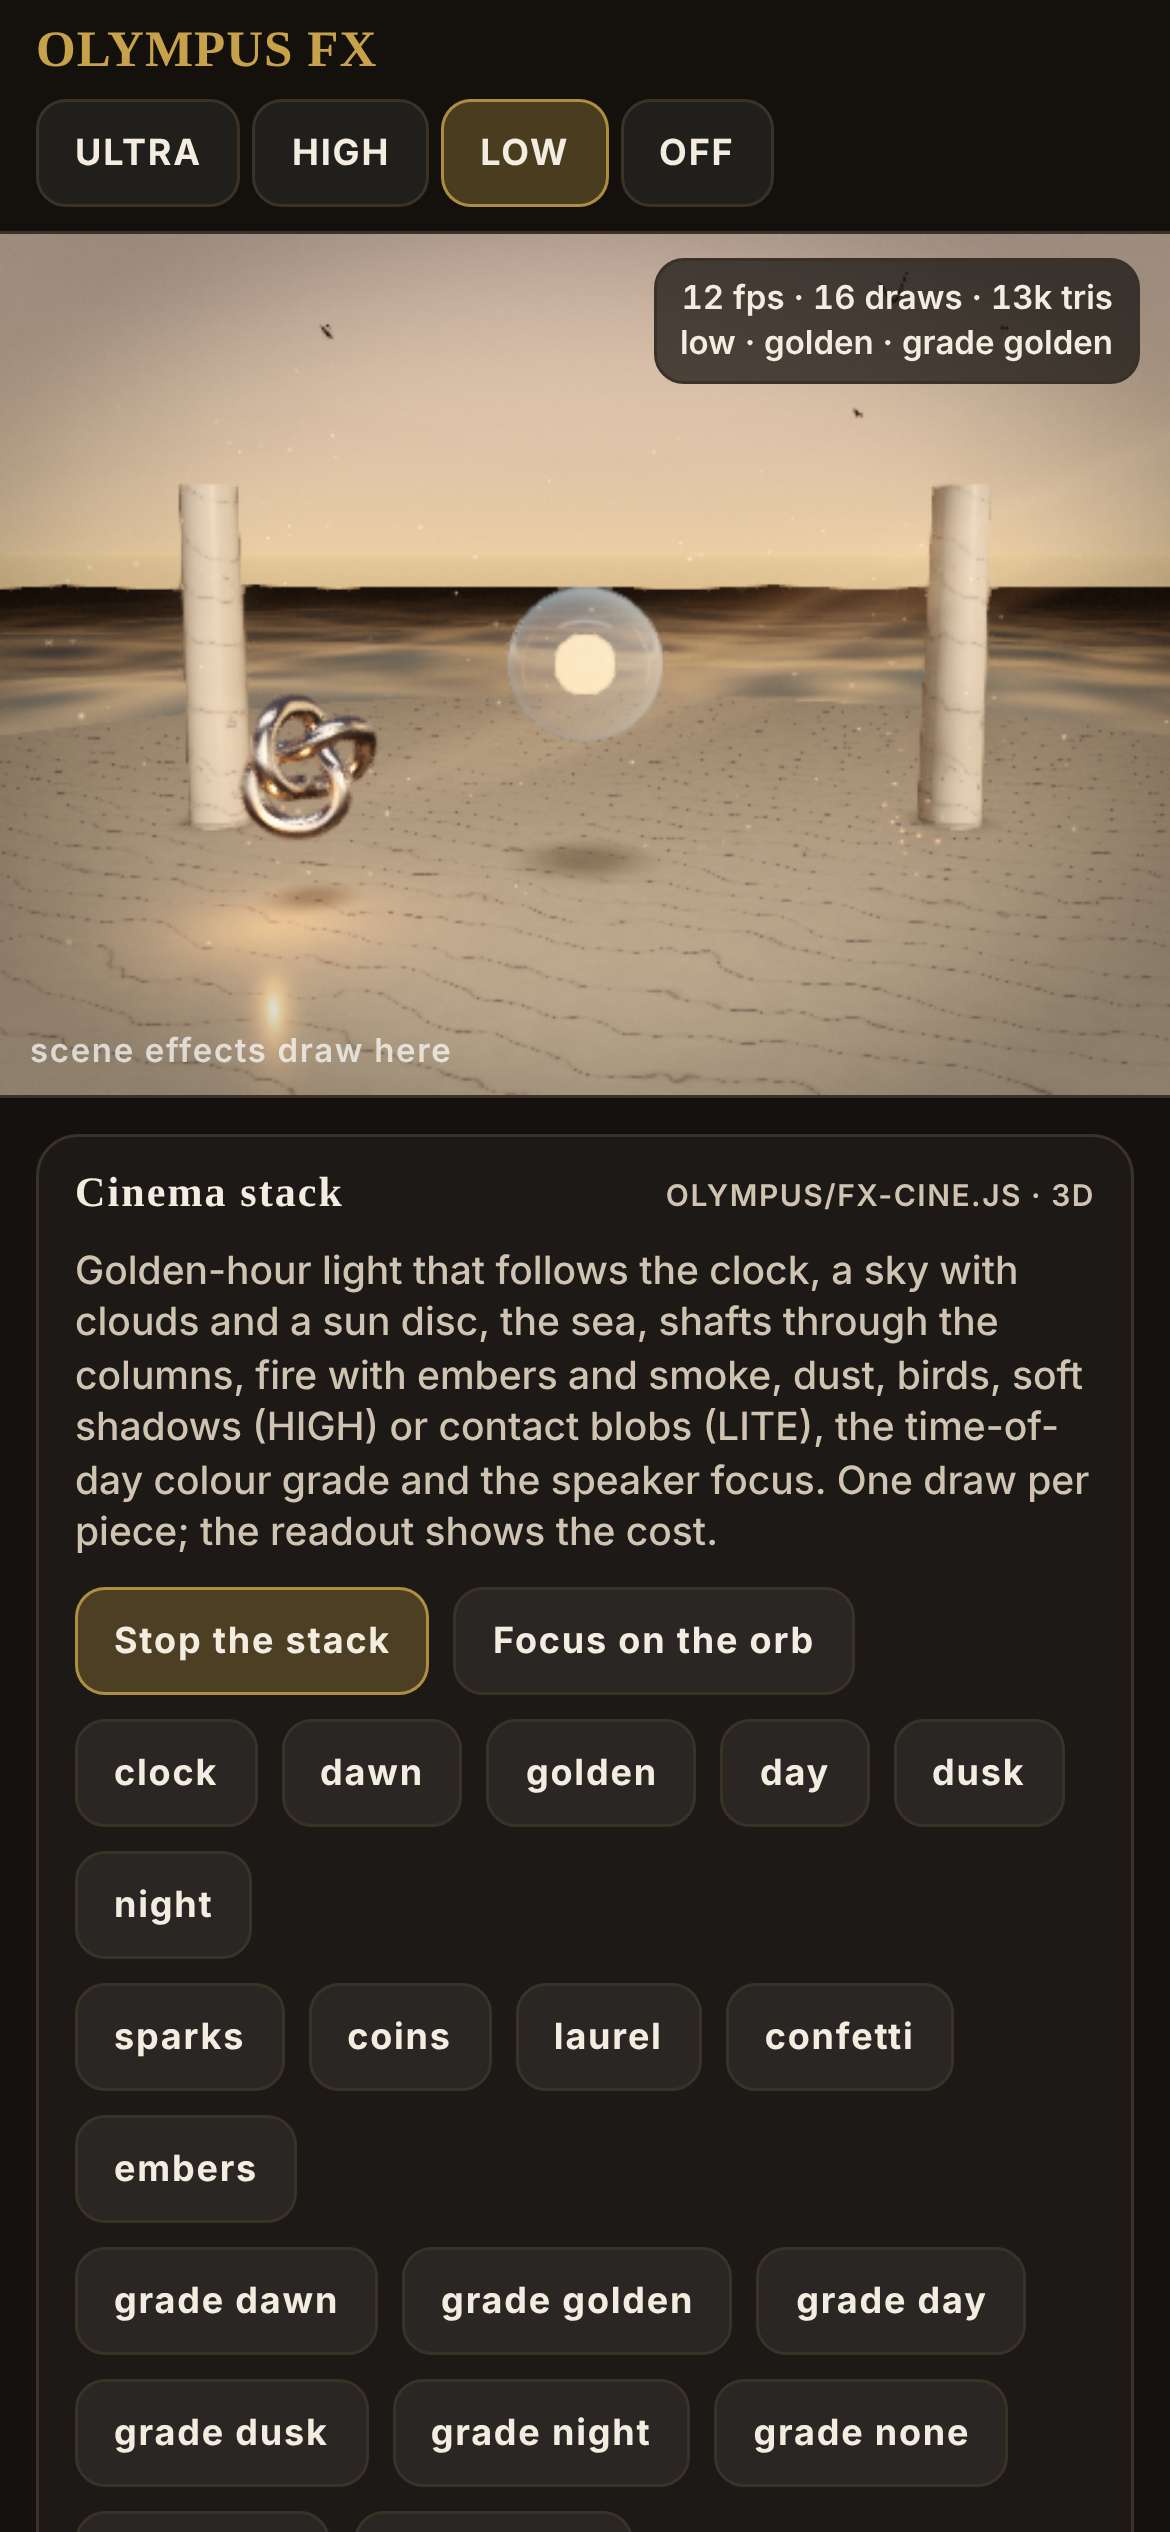 OLYMPUS FX
ULTRA HIGH LOW OFF
12 fps · 16 draws · 13k tris
low · golden · grade golden
scene effects draw here
Cinema stack OLYMPUS/FX-CINE.JS · 3D
Golden-hour light that follows the clock, a sky with
clouds and a sun disc, the sea, shafts through the
columns, fire with embers and smoke, dust, birds, soft
shadows (HIGH) or contact blobs (LITE), the time-of-
day colour grade and the speaker focus. One draw per
piece; the readout shows the cost.
Stop the stack Focus on the orb
clock dawn golden day dusk
night
sparks coins laurel confetti
embers
grade dawn grade golden grade day
grade dusk grade night grade none